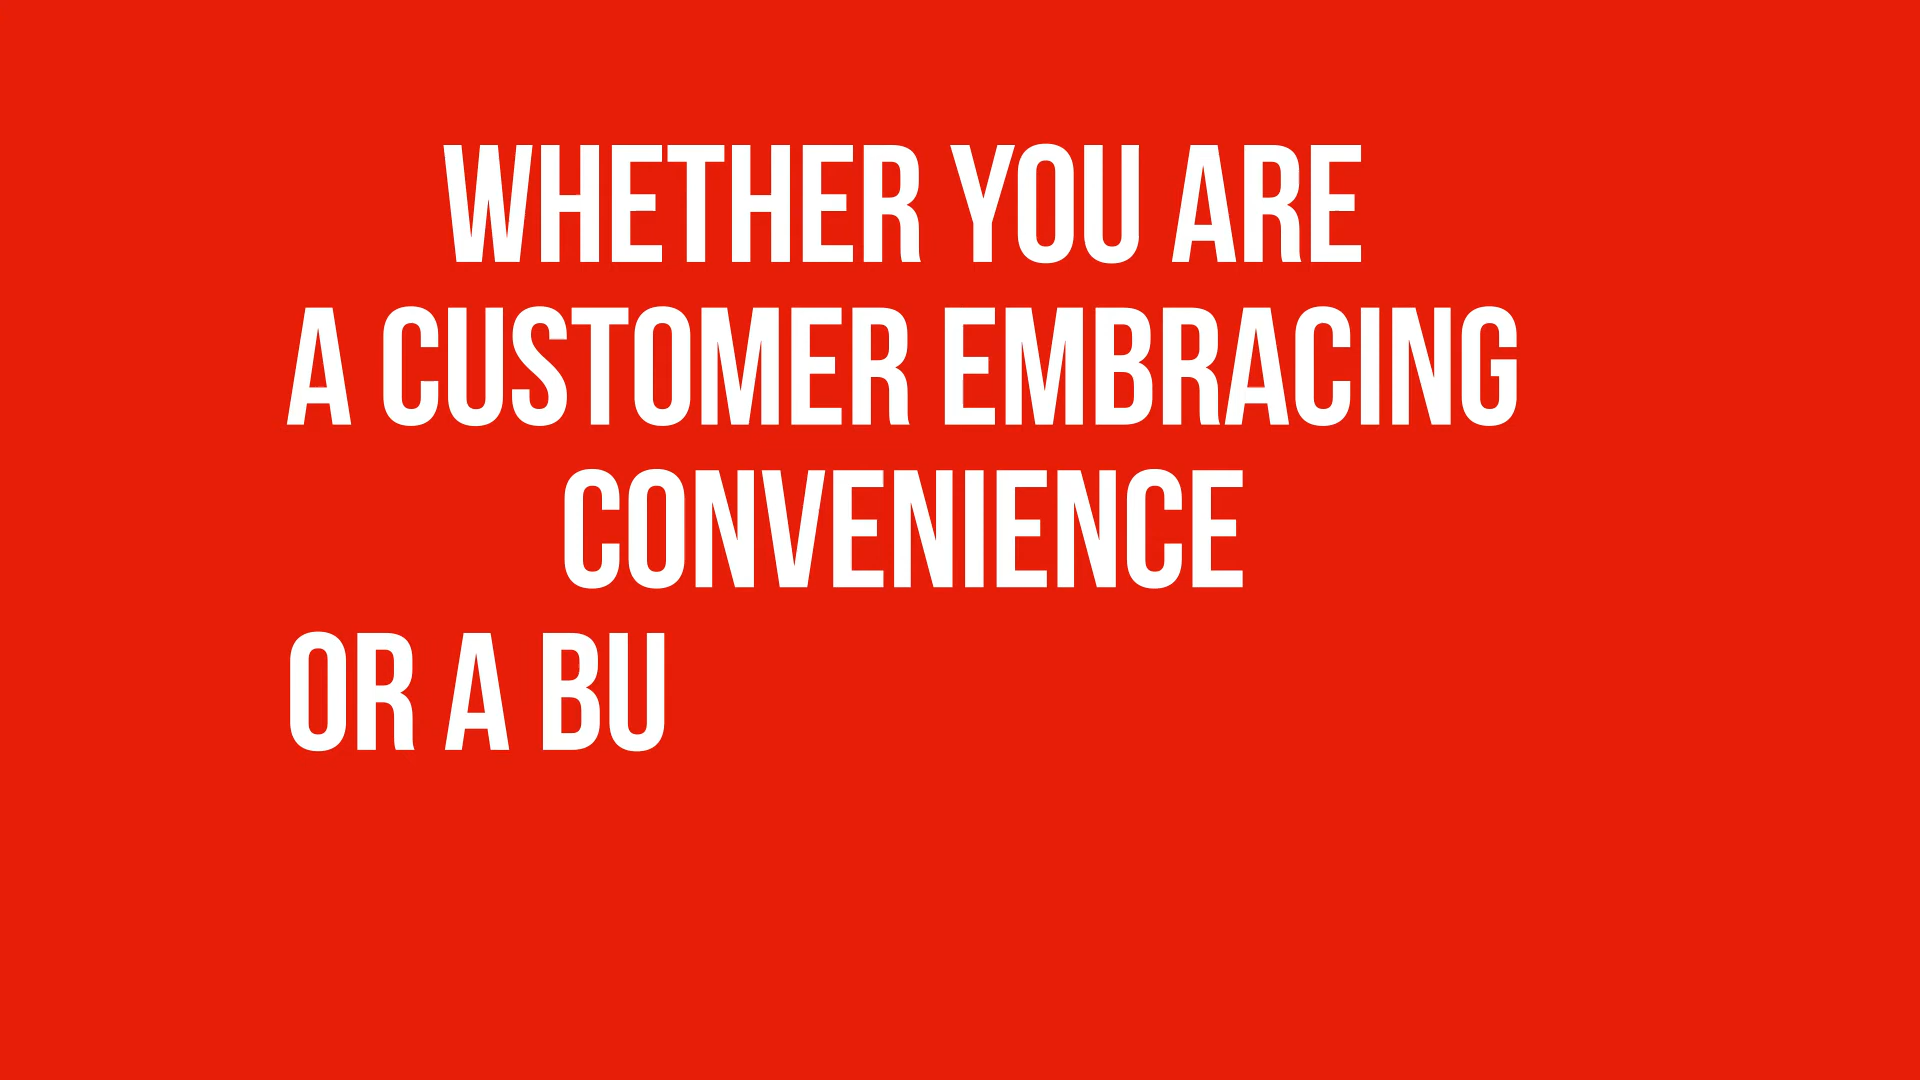 WHETHER YOU ARE
A CUSTOMER EMBRACING
CONVENIENCE
OR A BU